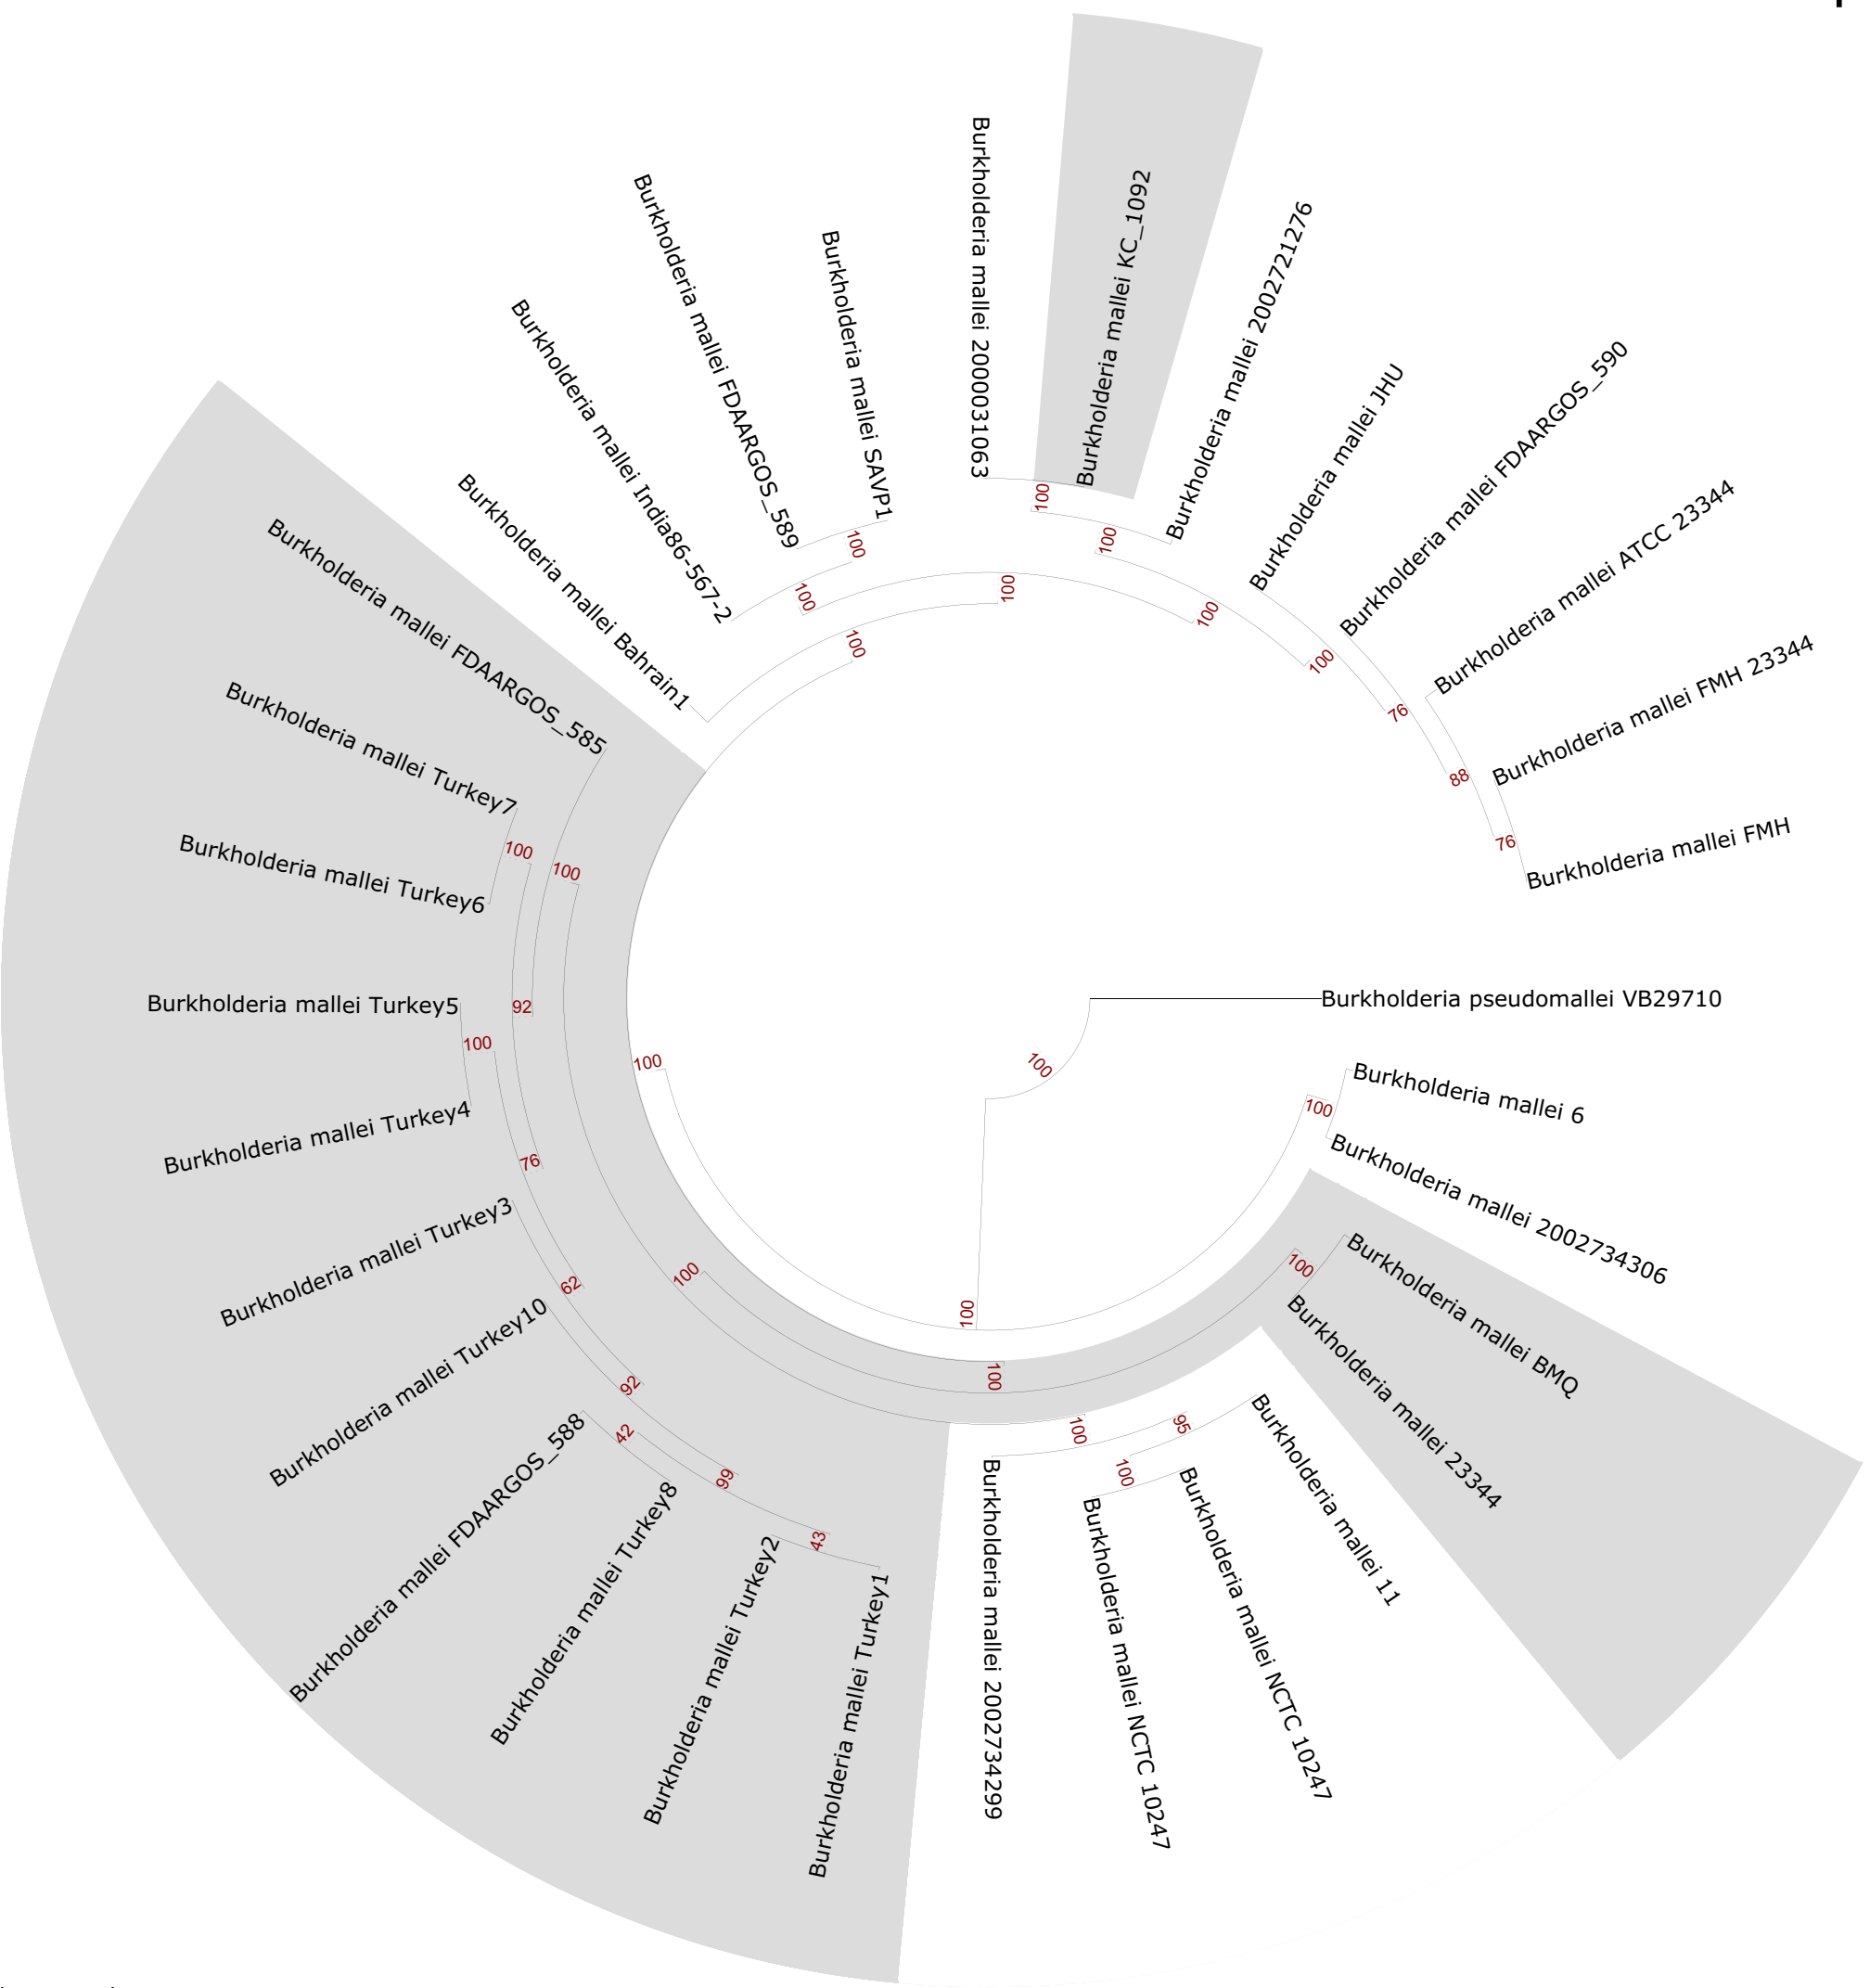 Burkholderia mallei 2000031063
Burkholderia mallei KC_1092
Burkholderia mallei 2002721276
Burkholderia mallei JHU
Burkholderia mallei FDAARGOS_590
Burkholderia mallei ATCC 23344
Burkholderia mallei FMH 23344
Burkholderia mallei FMH
Burkholderia pseudomallei VB29710
Burkholderia mallei 6
Burkholderia mallei 2002734306
Burkholderia mallei BMQ
Burkholderia mallei 23344
Burkholderia mallei 11
Burkholderia mallei NCTC 10247
Burkholderia mallei NCTC 10247
Burkholderia mallei 2002734299
Burkholderia mallei Turkey1
Burkholderia mallei Turkey2
Burkholderia mallei Turkey8
Burkholderia mallei FDAARGOS_588
Burkholderia mallei Turkey10
Burkholderia mallei Turkey3
Burkholderia mallei Turkey4
Burkholderia mallei Turkey5
Burkholderia mallei Turkey6
Burkholderia mallei Turkey7
Burkholderia mallei FDAARGOS_585
Burkholderia mallei Bahrain1
Burkholderia mallei India86-567-2
Burkholderia mallei FDAARGOS_589
Burkholderia mallei SAVP1
100
100
100
100
100
100
100
100
100
76
88
76
100
100
100
100
100
100
92
100
76
62
92
42
99
43
100
100
100
95
100
100
100